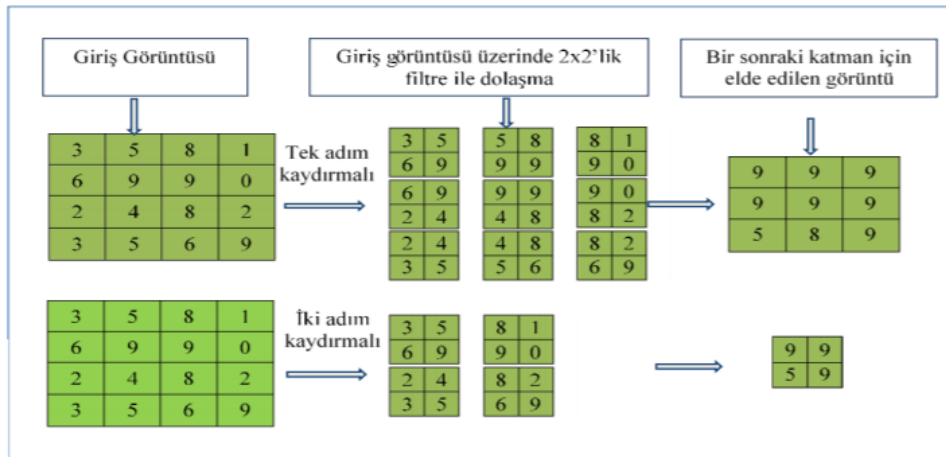 Giriş Görüntüsü
Giriş görüntüsü üzerinde 2x2'lik
filtre ile dolaşma
Bir sonraki katman için
elde edilen görüntü
3 5 8 1
6 9 9 0
2 4 8 2
3 5 6 9
Tek adım
kaydırmalı
3 5 5 8 8 1
6 9 9 9 9 0
6 9 9 9 9 0
2 4 4 8 8 2
2 4 4 8 8 2
3 5 5 6 6 9
9 9 9
9 9 9
5 8 9
3 5 8 1
6 9 9 0
2 4 8 2
3 5 6 9
İki adım
kaydırmalı
3 5 8 1
6 9 9 0
2 4 8 2
3 5 6 9
9 9
5 9